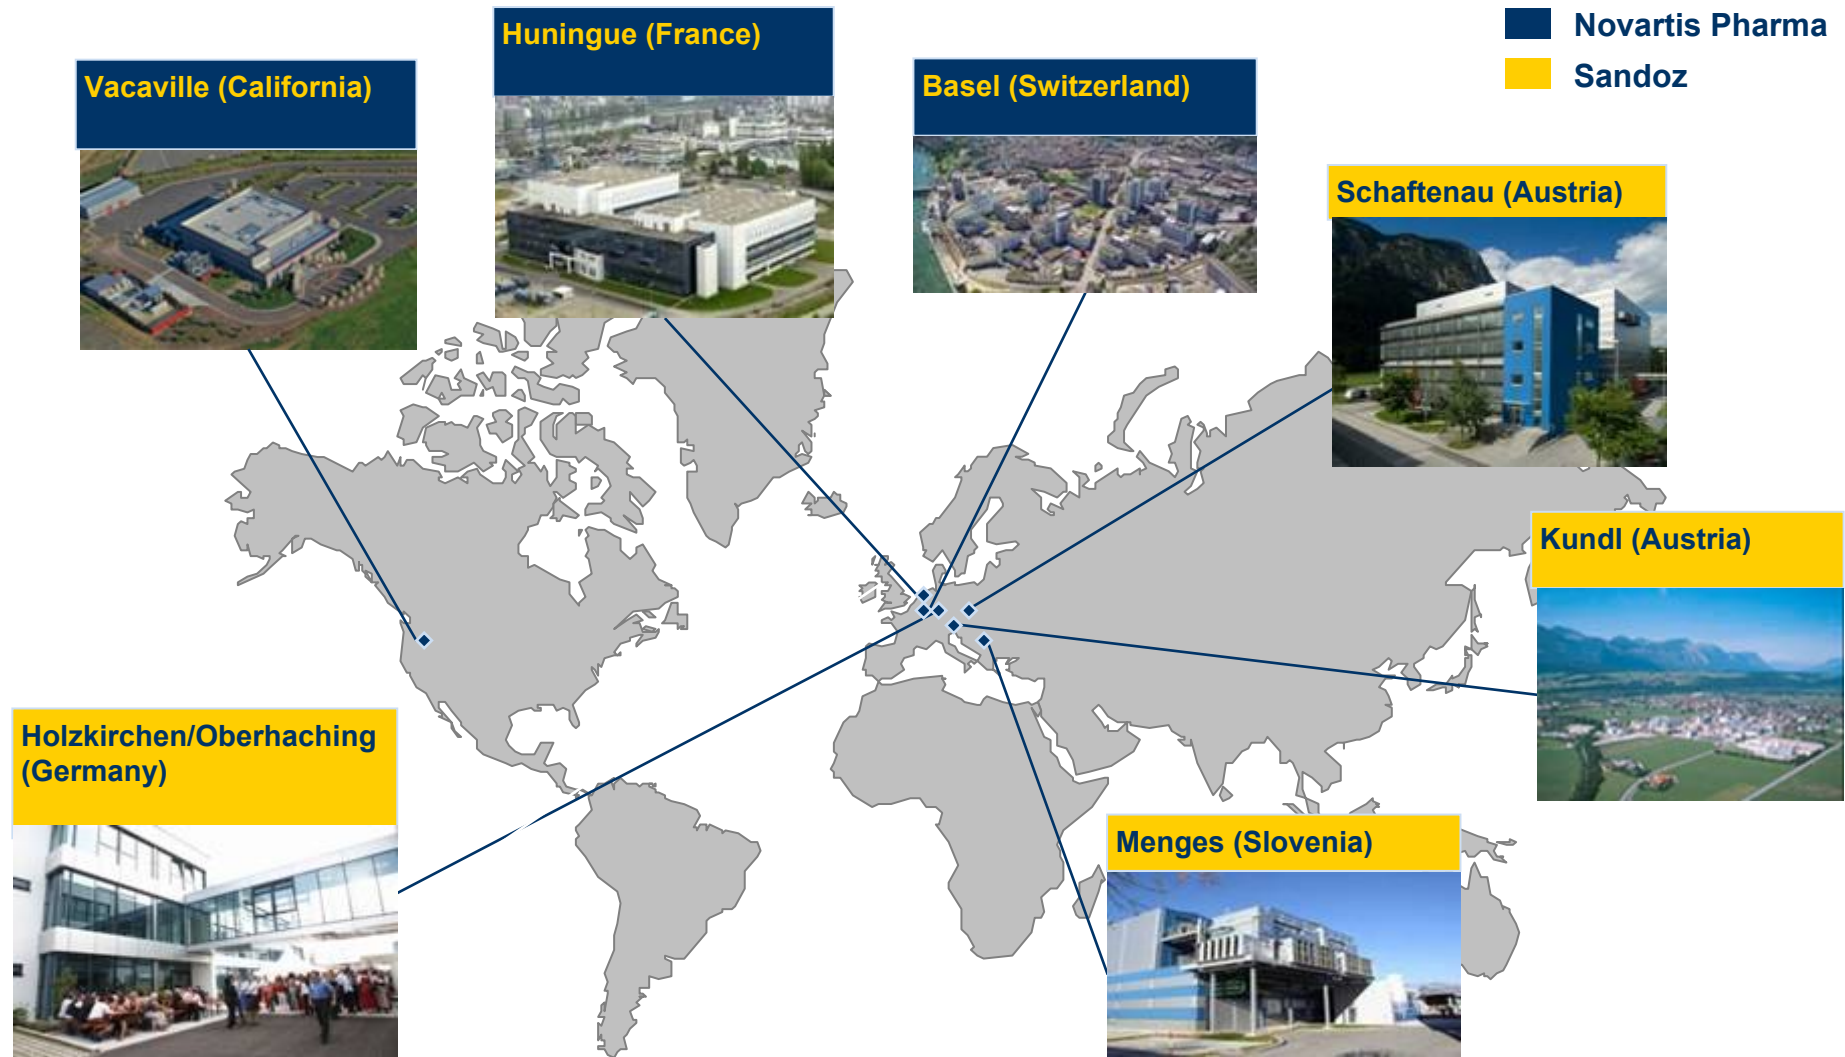 Huningue (France)
Novartis Pharma
Sandoz
Vacaville (California)
Basel (Switzerland)
Schaftenau (Austria)
Kundl (Austria)
Holzkirchen/Oberhaching
(Germany)
Menges (Slovenia)